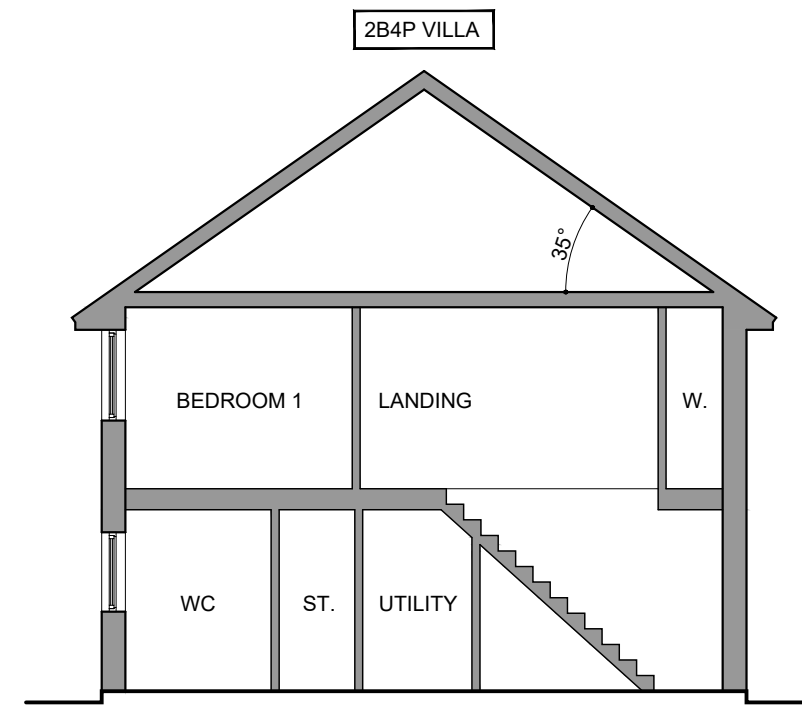 2B4P VILLA
35°
BEDROOM 1
LANDING
W.
WC
ST.
UTILITY